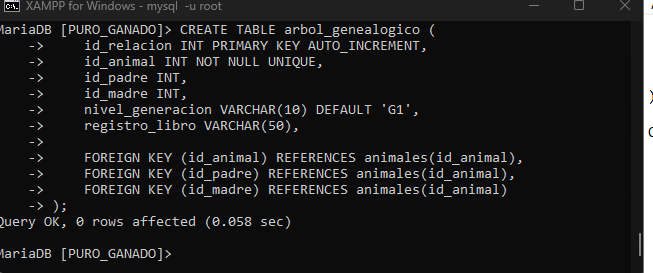 XAMPP for Windows - mysql -u root
MariaDB [PURO_GANADO]> CREATE TABLE arbol_genealogico (
    ->     id_relacion INT PRIMARY KEY AUTO_INCREMENT,
    ->     id_animal INT NOT NULL UNIQUE,
    ->     id_padre INT,
    ->     id_madre INT,
    ->     nivel_generacion VARCHAR(10) DEFAULT 'G1',
    ->     registro_libro VARCHAR(50),
    ->
    ->     FOREIGN KEY (id_animal) REFERENCES animales(id_animal),
    ->     FOREIGN KEY (id_padre) REFERENCES animales(id_animal),
    ->     FOREIGN KEY (id_madre) REFERENCES animales(id_animal)
    -> );
Query OK, 0 rows affected (0.058 sec)
MariaDB [PURO_GANADO]>